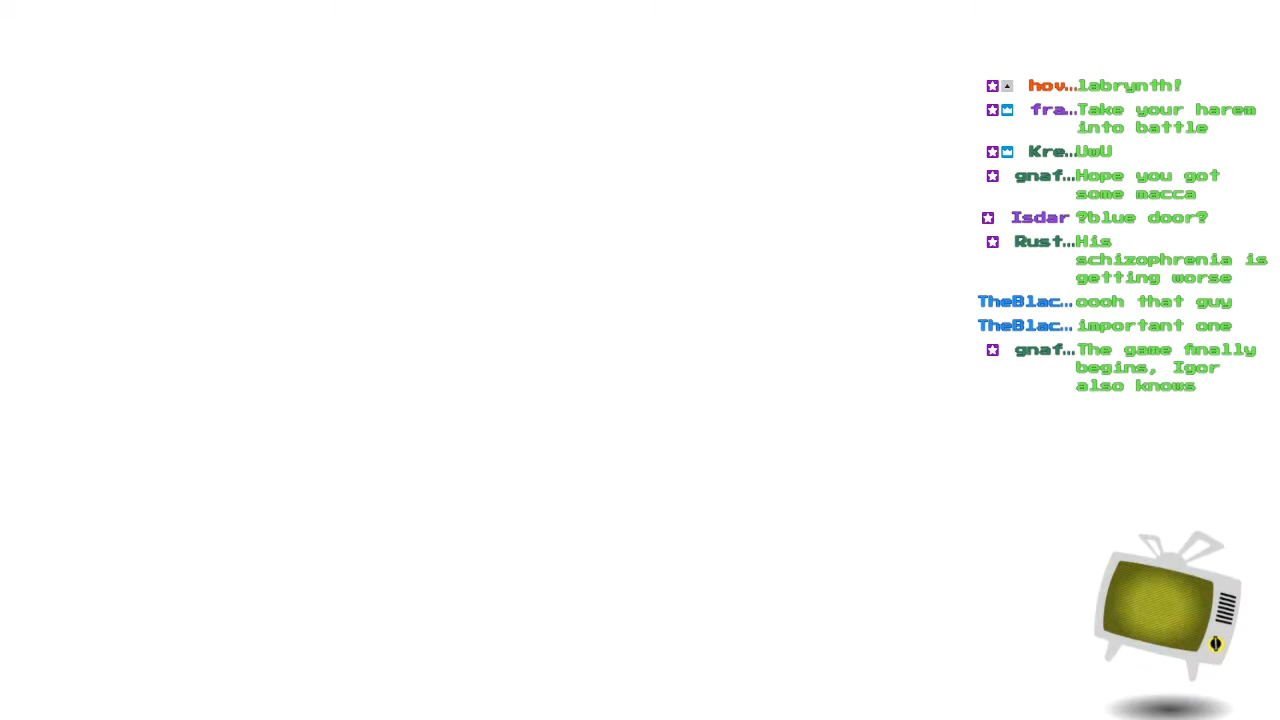 hov... labrynth!
fra... Take your harem
into battle
Kre... UwU
gnaf... Hope you got
some macca
Isdar ?blue door?
Rust... His
schizophrenia is
getting worse
TheBlac... oooh that guy
TheBlac... important one
gnaf... The game finally
begins, Igor
also knows